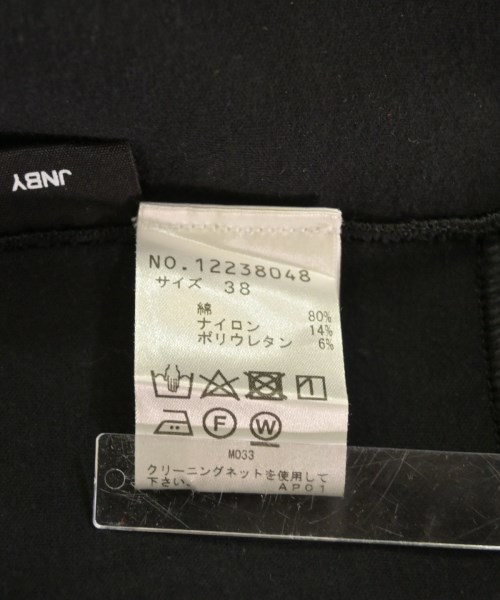 JNBY
NO.12238048
サイズ 38
綿 80%
ナイロン 14%
ポリウレタン 6%
F W
M033
クリーニングネットを使用して
下さい。 AP01